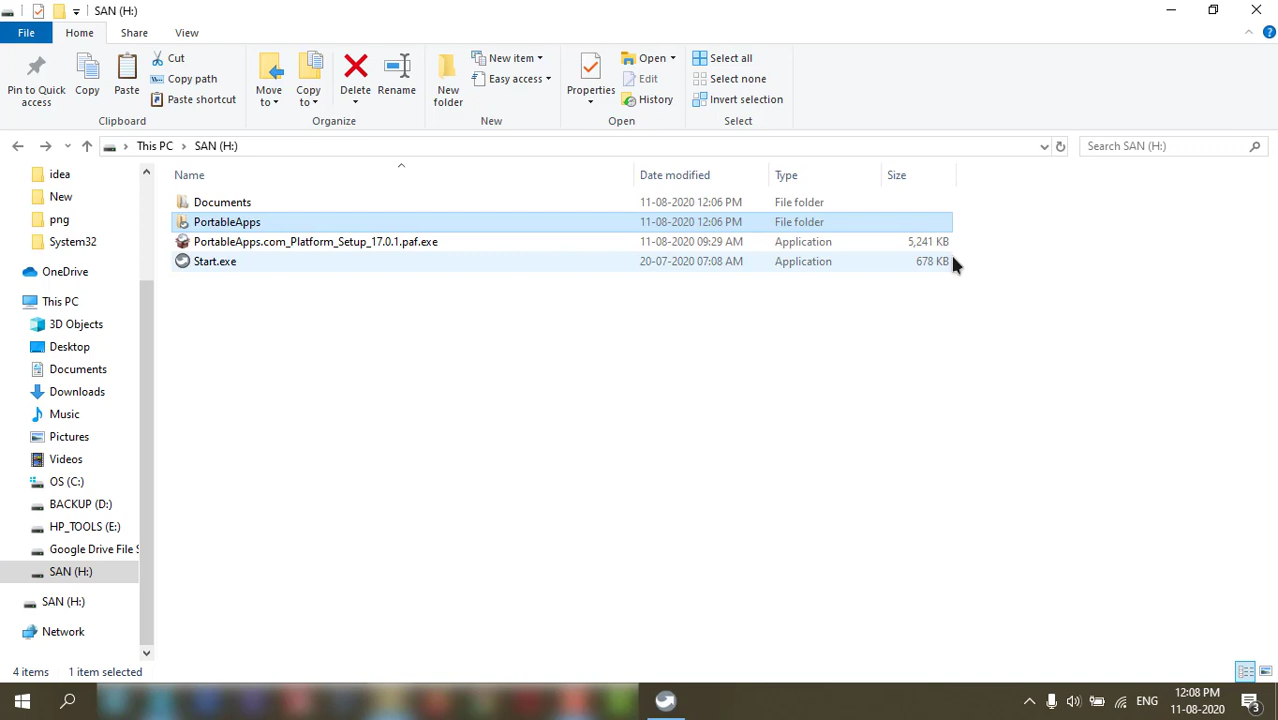 SAN (H:)
File Home Share View
Pin to Quick access
Copy
Paste
Cut
Copy path
Paste shortcut
Clipboard
Move to
Copy to
Delete
Rename
Organize
New folder
New item
Easy access
New
Properties
Open
Edit
History
Open
Select all
Select none
Invert selection
Select
This PC SAN (H:)
Search SAN (H:)
Name Date modified Type Size
Documents 11-08-2020 12:06 PM File folder
PortableApps 11-08-2020 12:06 PM File folder
PortableApps.com_Platform_Setup_17.0.1.paf.exe 11-08-2020 09:29 AM Application 5,241 KB
Start.exe 20-07-2020 07:08 AM Application 678 KB
idea
New
png
System32
OneDrive
This PC
3D Objects
Desktop
Documents
Downloads
Music
Pictures
Videos
OS (C:)
BACKUP (D:)
HP_TOOLS (E:)
Google Drive File S
SAN (H:)
SAN (H:)
Network
4 items 1 item selected
ENG
12:08 PM
11-08-2020
3